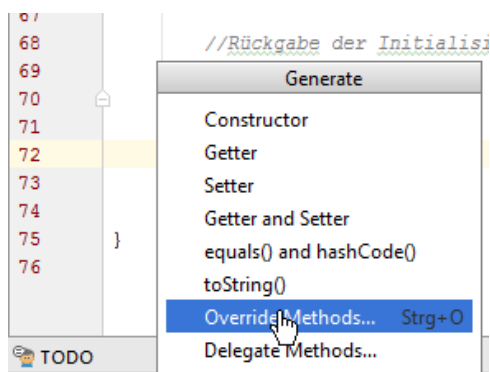 67
68 //Rückgabe der Initialisi
69
Generate
70
Constructor
71
72 Getter
73 Setter
74 Getter and Setter
75 } equals() and hashCode()
76 toString()
Override Methods... Strg+O
TODO Delegate Methods...